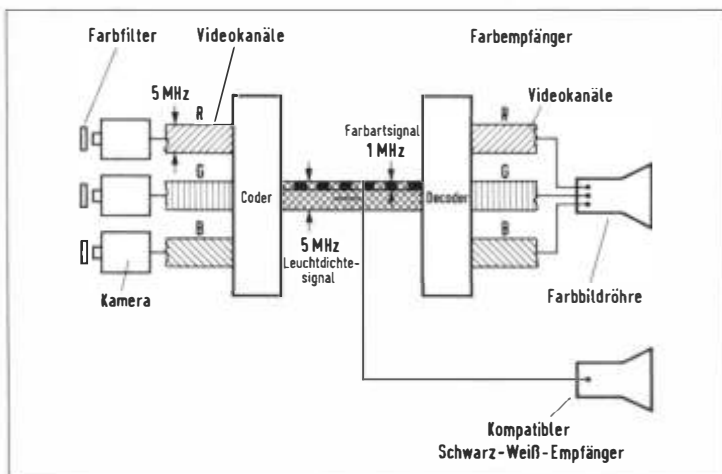 Farbfilter
Videokanäle
Farbempfänger
5 MHz
R
G
B
Kamera
Coder
Farbartsignal
1 MHz
5 MHz
Leuchtdichte-
signal
Decoder
Videokanäle
R
G
B
Farbbildröhre
Kompatibler
Schwarz-Weiß-Empfänger